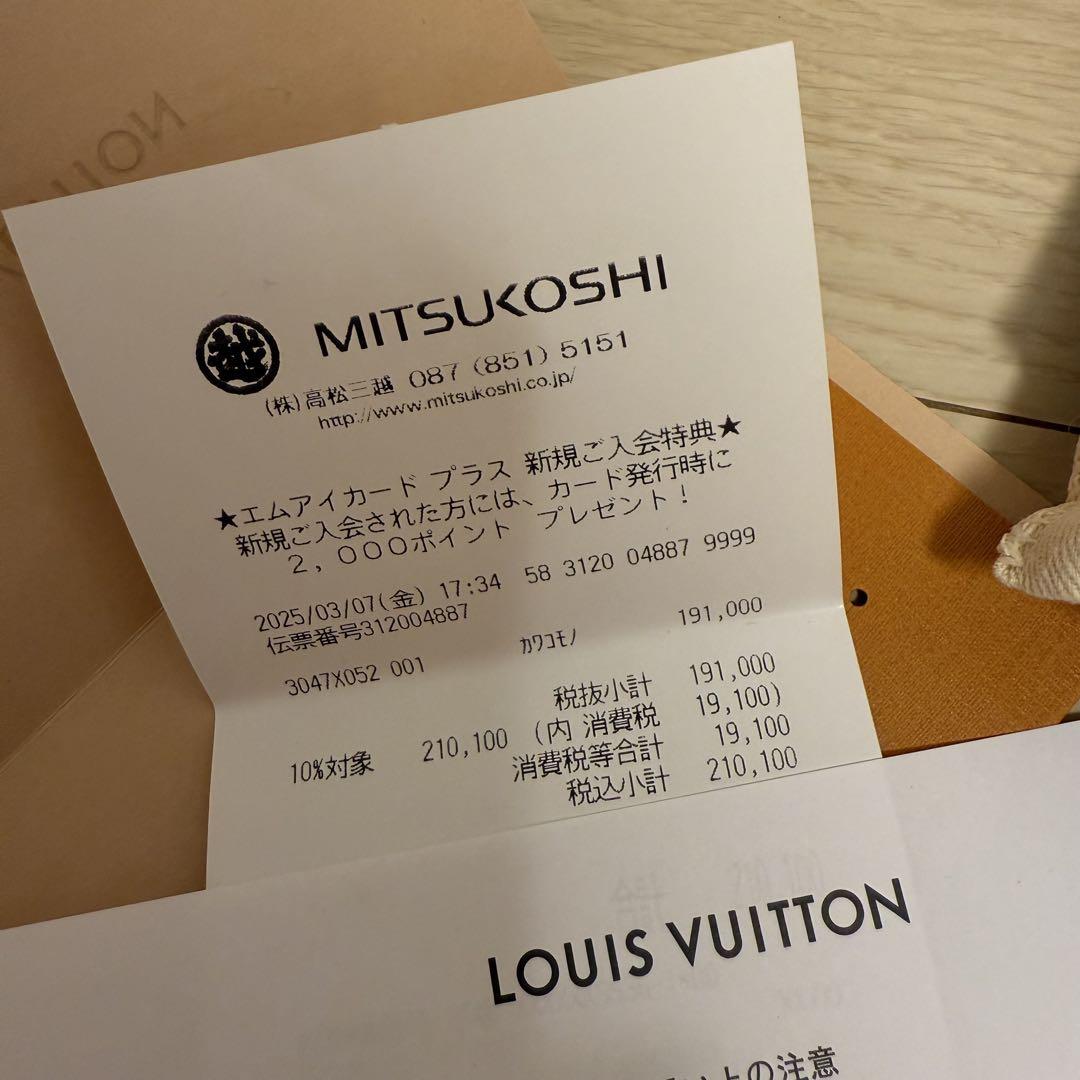 越 MITSUKOSHI
(株)高松三越 087 (851) 5151
http://www.mitsukoshi.co.jp/
★エムアイカード プラス 新規ご入会特典★
新規ご入会された方には、カード発行時に
2,000ポイント プレゼント!
2025/03/07(金) 17:34 58 3120 04887 9999
伝票番号312004887
3047X052 001 カワコモノ 191,000
税抜小計 191,000
10%対象 210,100 (内 消費税 19,100)
消費税等合計 19,100
税込小計 210,100
LOUIS VUITTON
上の注意